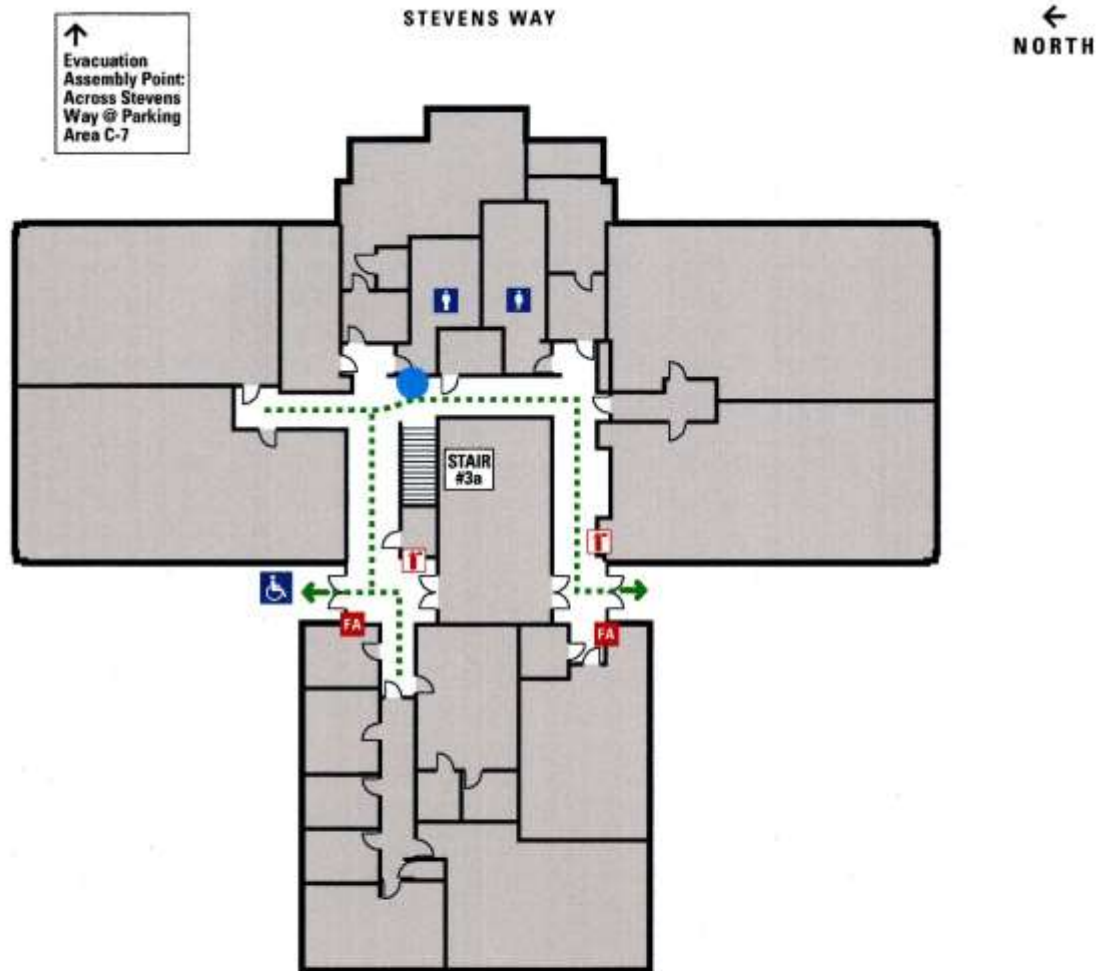 STEVENS WAY
NORTH
Evacuation
Assembly Point:
Across Stevens
Way @ Parking
Area C-7
STAIR
#3a
FA
FA